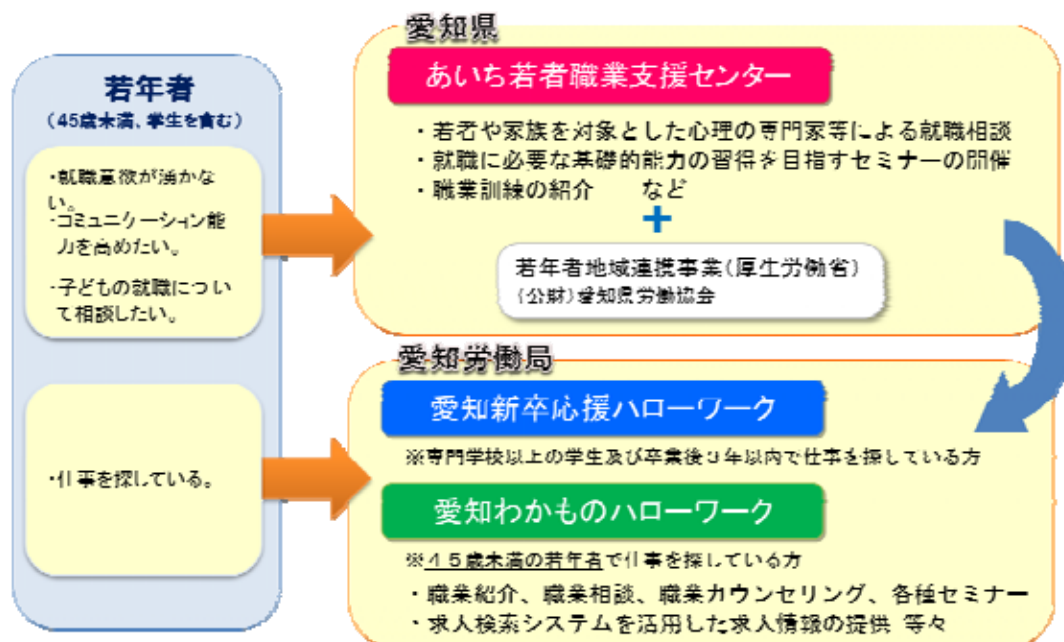 若年者
（45歳未満、学生を含む）
・就職意欲が湧かな
い。
・コミュニケーション能
力を高めたい。
・子どもの就職につい
て相談したい。
・仕事を探している。
愛知県
あいち若者職業支援センター
・若者や家族を対象とした心理の専門家等による就職相談
・就職に必要な基礎的能力の習得を目指すセミナーの開催
・職業訓練の紹介　　など
+
若年者地域連携事業（厚生労働省）
（公財）愛知県労働協会
愛知労働局
愛知新卒応援ハローワーク
※専門学校以上の学生及び卒業後３年以内で仕事を探している方
愛知わかものハローワーク
※４５歳未満の若年者で仕事を探している方
・職業紹介、職業相談、職業カウンセリング、各種セミナー
・求人検索システムを活用した求人情報の提供 等々